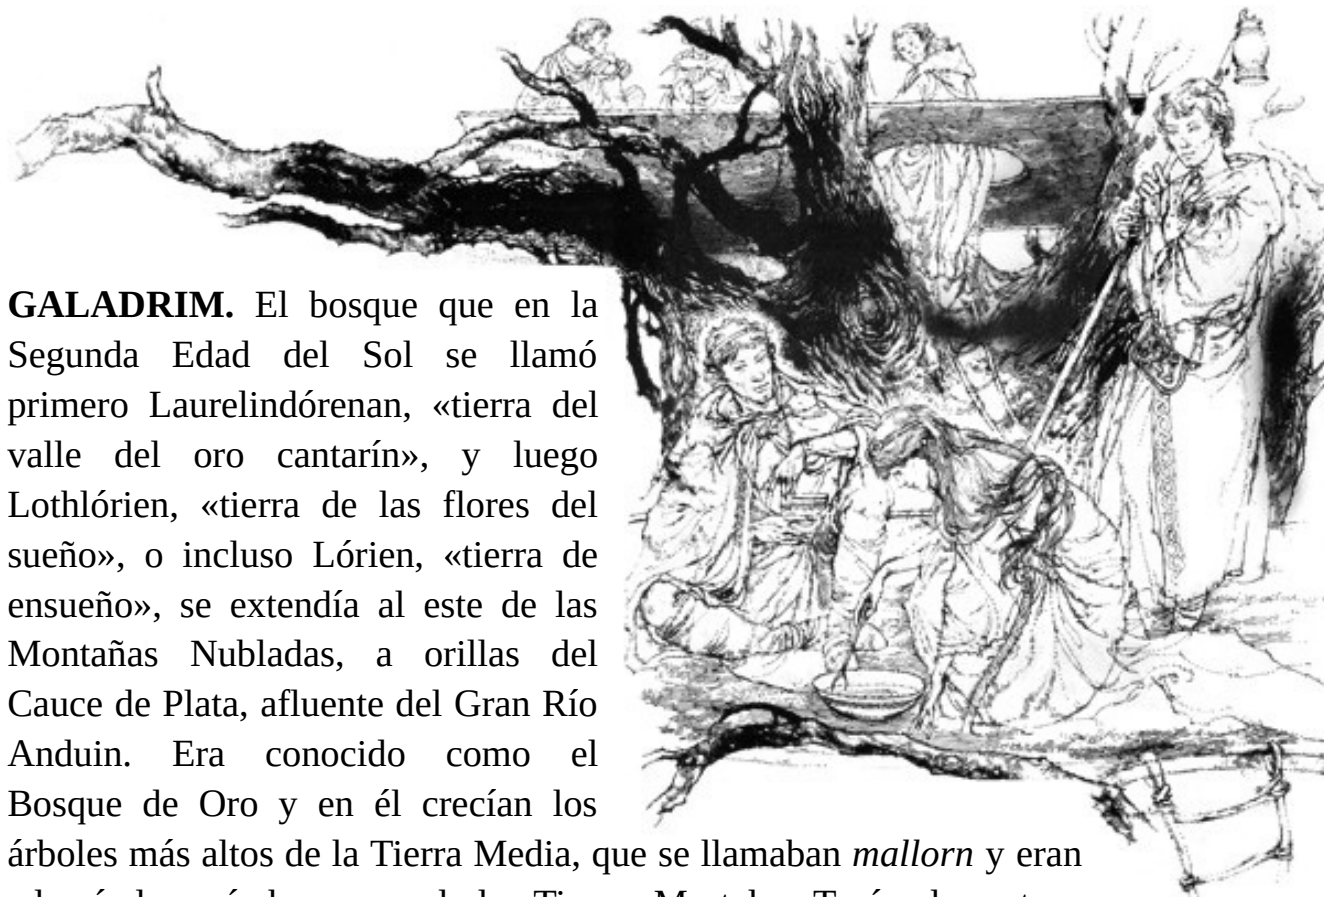 GALADRIM. El bosque que en la
Segunda Edad del Sol se llamó
primero Laurelindórenan, «tierra del
valle del oro cantarín», y luego
Lothlórien, «tierra de las flores del
sueño», o incluso Lórien, «tierra de
ensueño», se extendía al este de las
Montañas Nubladas, a orillas del
Cauce de Plata, afluente del Gran Río
Anduin. Era conocido como el
Bosque de Oro y en él crecían los
árboles más altos de la Tierra Media, que se llamaban mallorn y eran